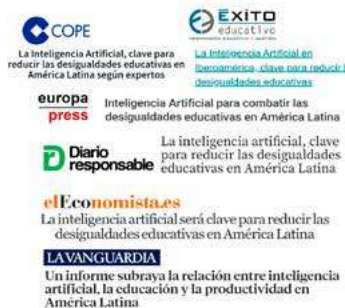 COPE
La Inteligencia Artificial, clave para
reducir las desigualdades educativas en
América Latina según expertos
EXITO
educativo
La Inteligencia Artificial en
Iberoamérica, clave para reducir l
desigualdades educativas
europa
press
Inteligencia Artificial para combatir las
desigualdades educativas en América Latina
Diario
responsable
La inteligencia artificial, clave
para reducir las desigualdades
educativas en América Latina
elEconomista.es
La inteligencia artificial será clave para reducir las
desigualdades educativas en América Latina
LA VANGUARDIA
Un informe subraya la relación entre inteligencia
artificial, la educación y la productividad en
América Latina